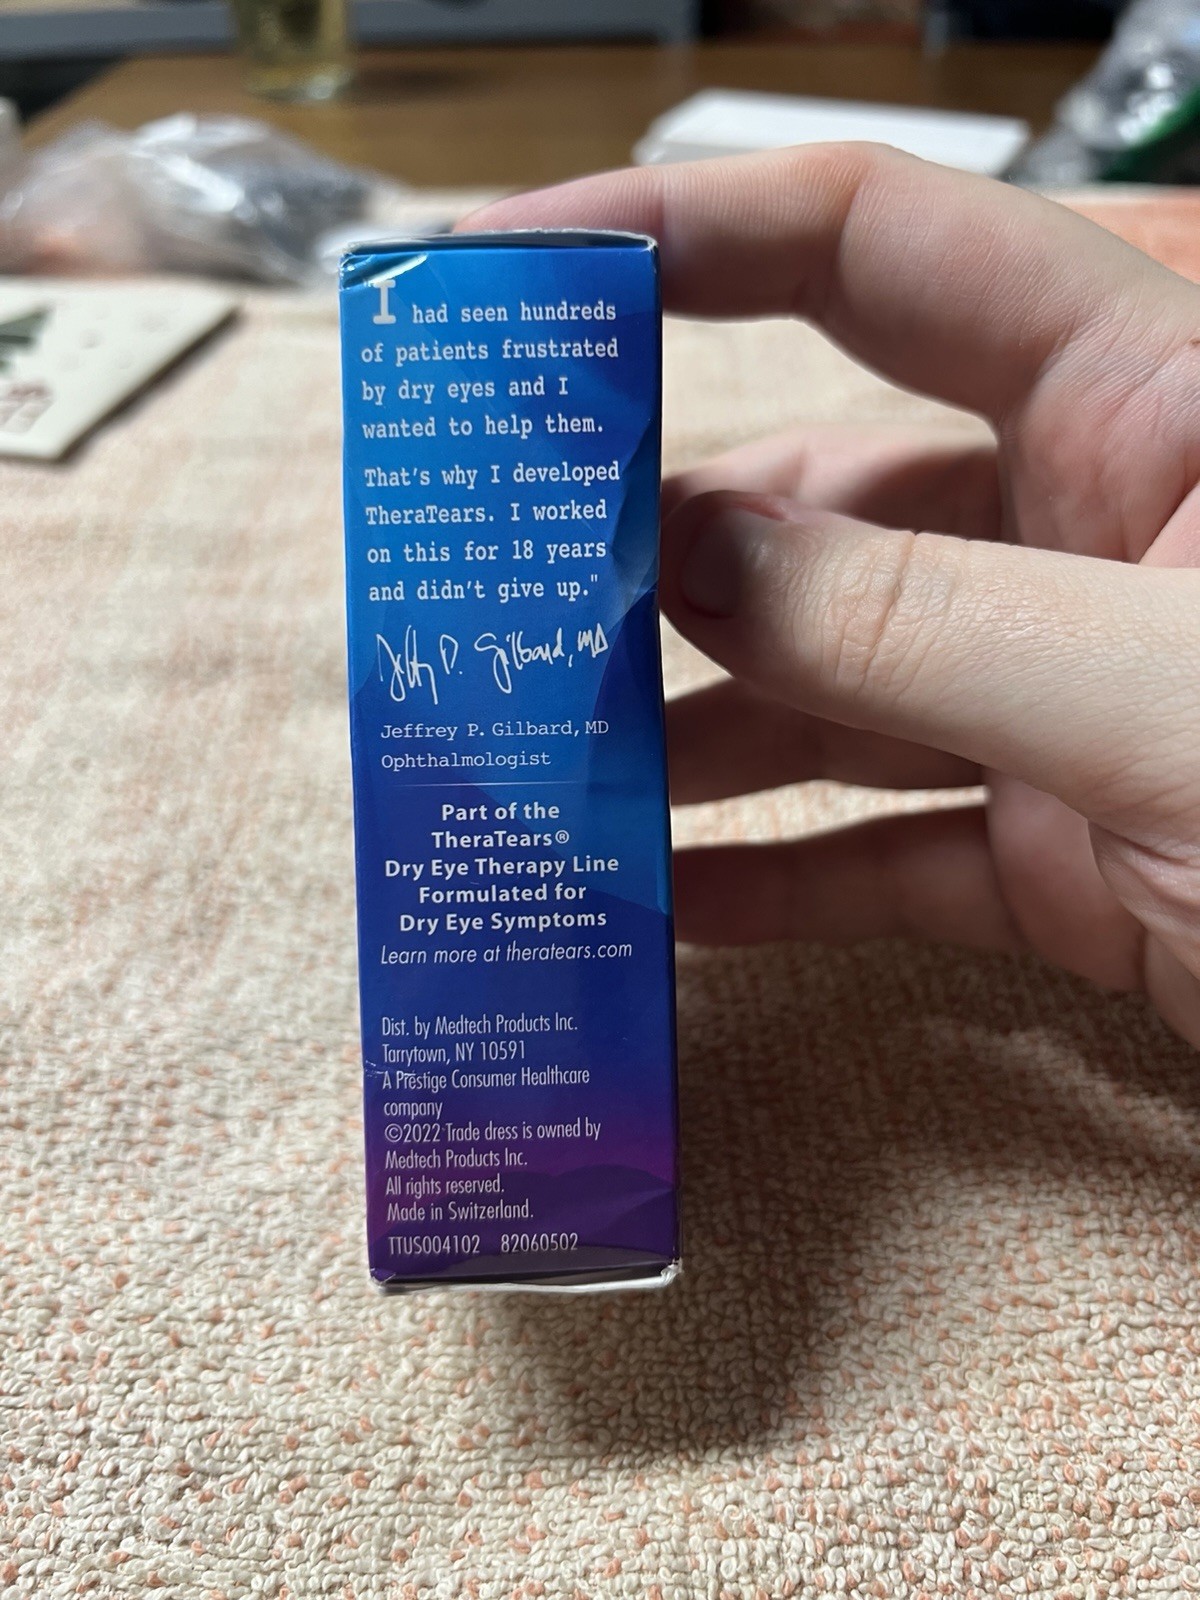 I had seen hundreds
of patients frustrated
by dry eyes and I
wanted to help them.
That's why I developed
TheraTears. I worked
on this for 18 years
and didn't give up."
Jeffrey P. Gilbard, MD
Jeffrey P. Gilbard, MD
Ophthalmologist
Part of the
TheraTears®
Dry Eye Therapy Line
Formulated for
Dry Eye Symptoms
Learn more at theratears.com
Dist. by Medtech Products Inc.
Tarrytown, NY 10591
A Prestige Consumer Healthcare
company
©2022 Trade dress is owned by
Medtech Products Inc.
All rights reserved.
Made in Switzerland.
TTUS004102 82060502